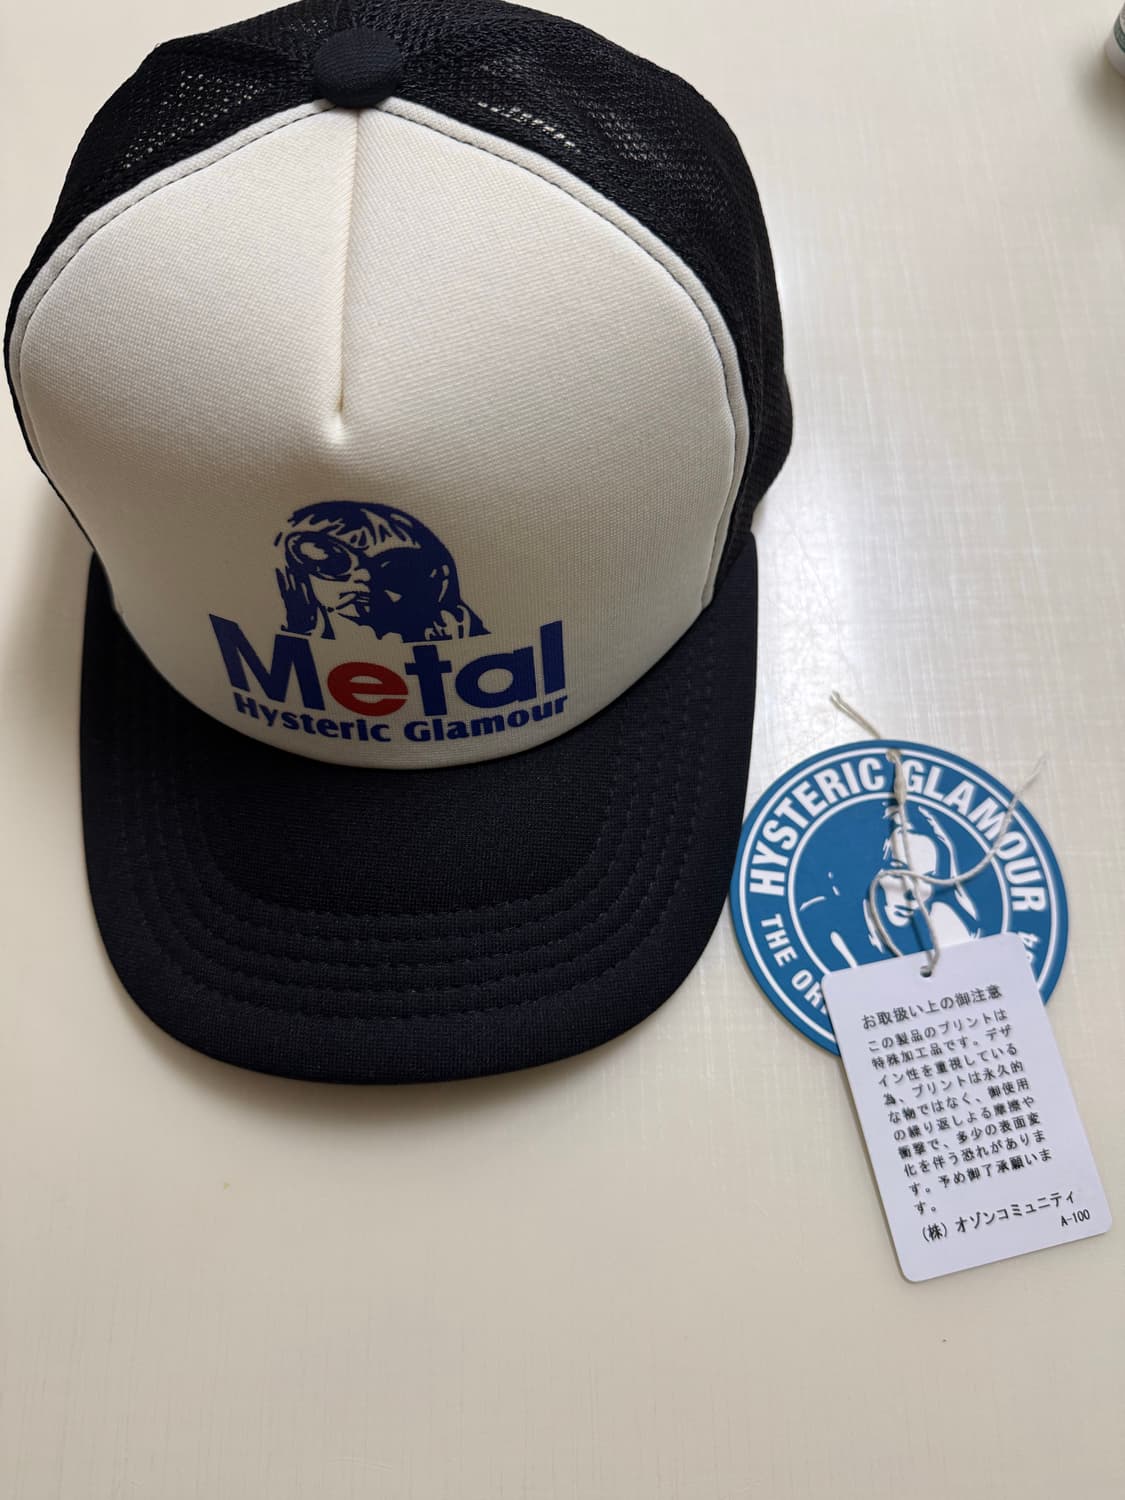 Metal
Hysteric Glamour
HYSTERIC GLAMOUR
THE
お取扱い上の御注意
この製品のプリントは
特殊加工品です。デザ
イン性を重視している
為、プリントは永久的
な物ではなく、御使用
の繰り返しよる摩擦や
衝撃で、多少の表面変
化を伴う恐れがありま
す。予め御了承願いま
す。
（株）オゾンコミュニティ
A-100